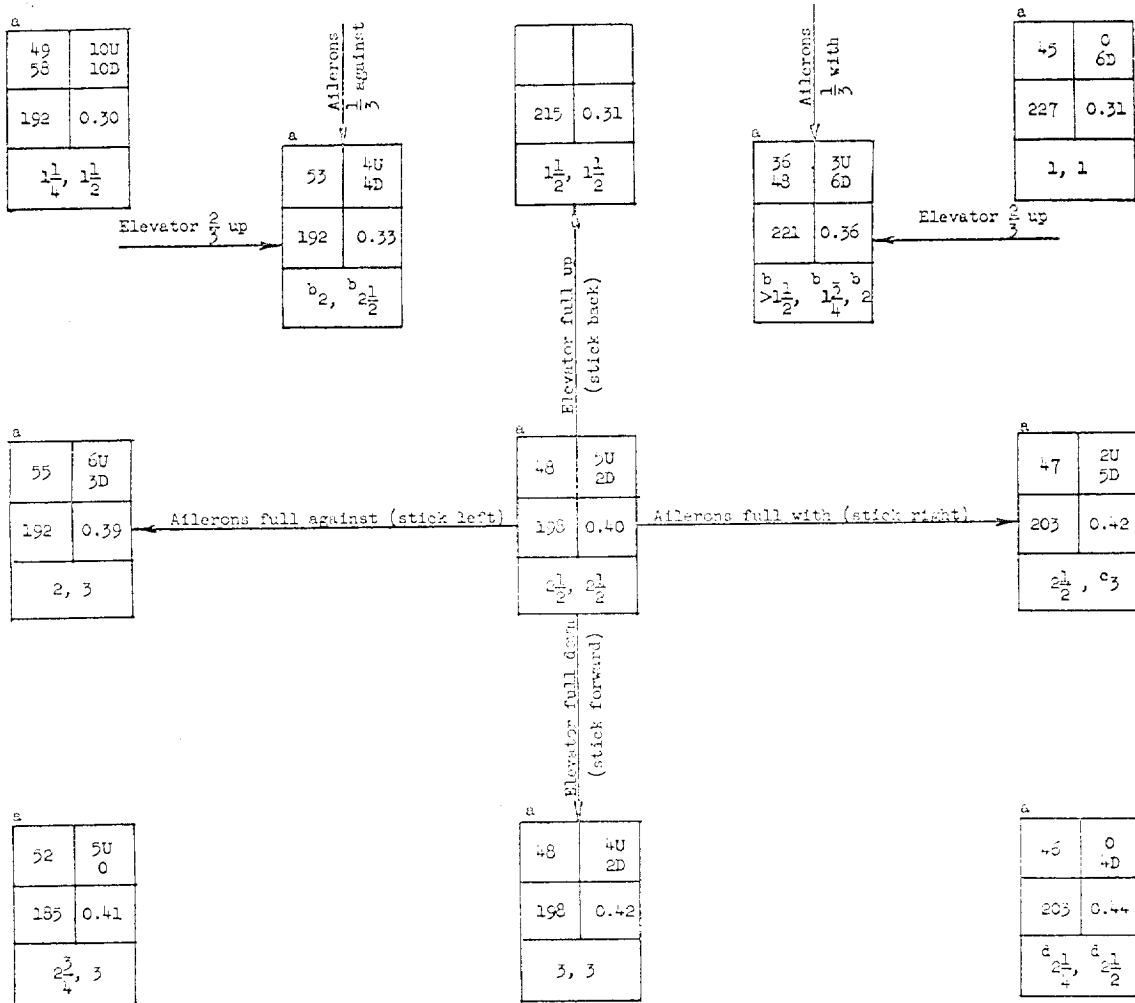 a
49 10U
58 10D
192 0.30
1 1/4, 1 1/2
Ailerons
1/3 against
215 0.31
1 1/2, 1 1/2
Ailerons
1/3 with
a
45 0
6D
227 0.31
1, 1
a
53 4U
4D
192 0.33
b2, b2 1/2
Elevator 2/3 up
a
36 3U
48 6D
221 0.36
b>1 1/2, b1 3/4, b2
Elevator 2/3 up
Elevator full up
(stick back)
a
55 6U
3D
192 0.39
2, 3
Ailerons full against (stick left)
a
48 5U
2D
198 0.40
2 1/2, 2 1/2
Ailerons full with (stick right)
a
47 2U
5D
203 0.42
2 1/2, c3
Elevator full down
(stick forward)
a
52 5U
0
185 0.41
2 3/4, 3
a
48 4U
2D
198 0.42
3, 3
a
46 0
4D
203 0.44
d2 1/4, d2 1/2